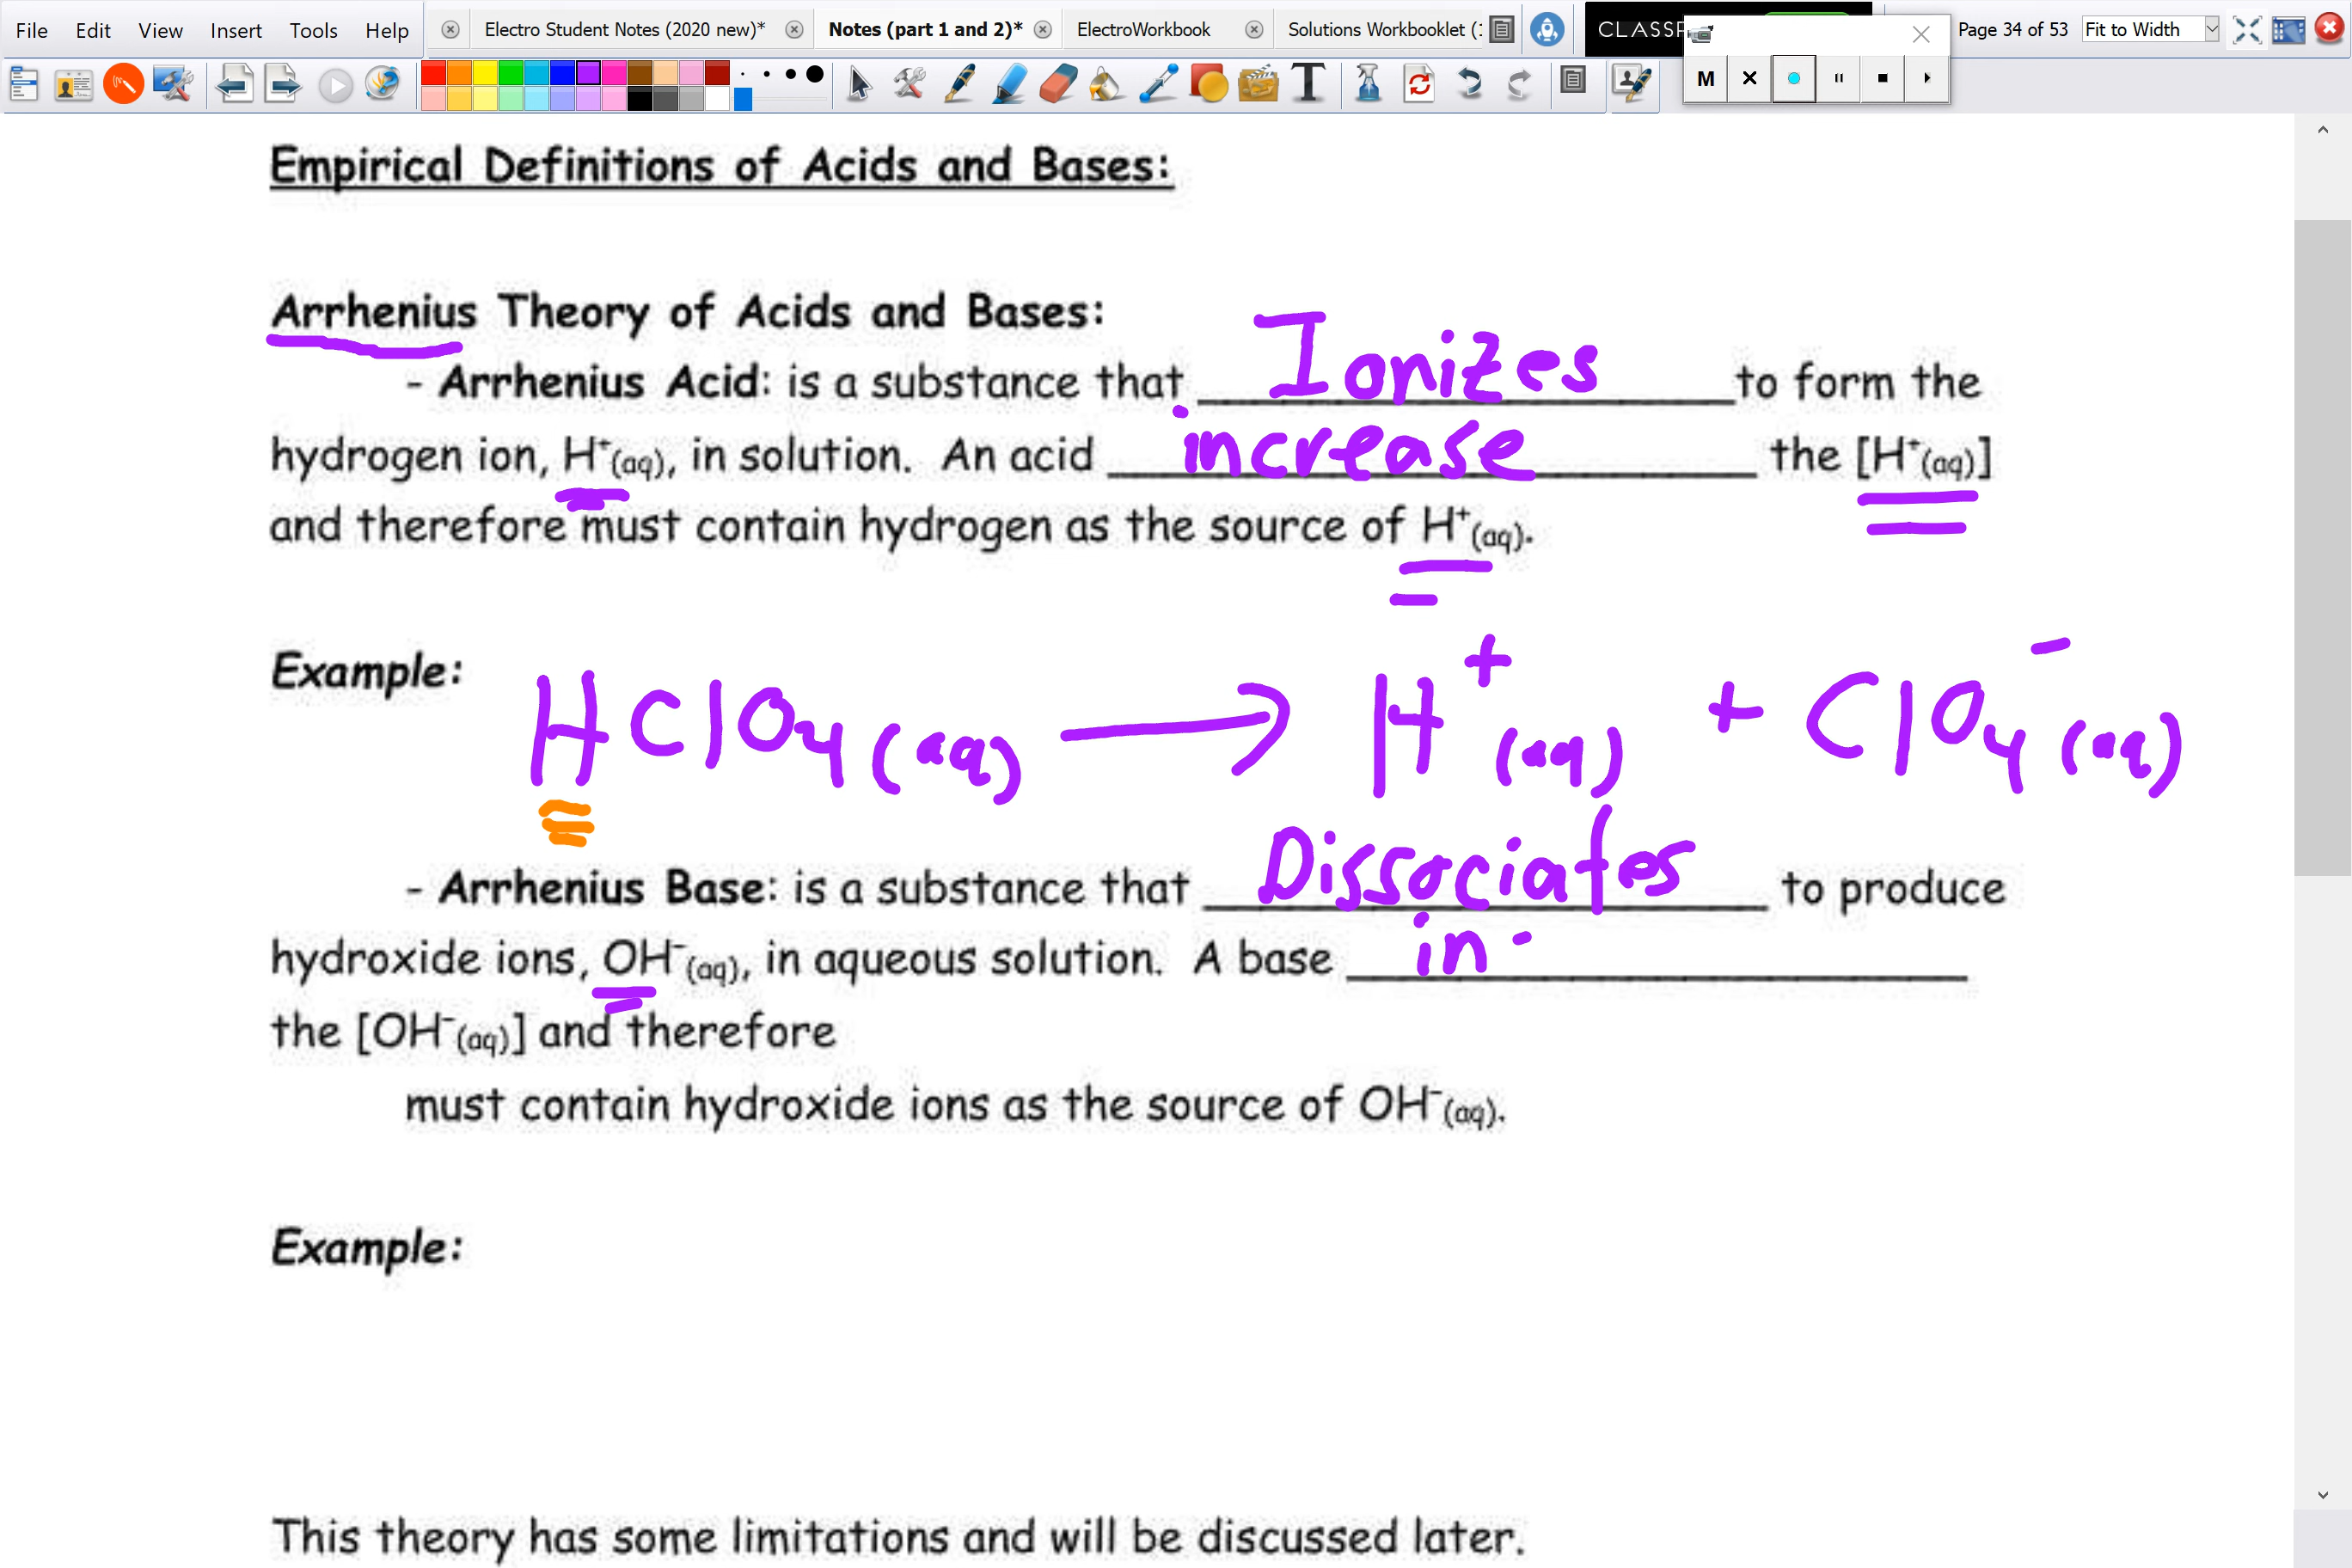 File Edit View Insert Tools Help
Electro Student Notes (2020 new)* Notes (part 1 and 2)* ElectroWorkbook Solutions Workbooklet (1 Page 34 of 53 Fit to Width
M
Empirical Definitions of Acids and Bases:
Arrhenius Theory of Acids and Bases:
- Arrhenius Acid: is a substance that Ionizes to form the
hydrogen ion, H⁺(aq), in solution. An acid increase the [H⁺(aq)]
and therefore must contain hydrogen as the source of H⁺(aq).
Example: HClO₄(aq) → H⁺(aq) + ClO₄⁻(aq)
- Arrhenius Base: is a substance that Dissociates to produce
hydroxide ions, OH⁻(aq), in aqueous solution. A base in
the [OH⁻(aq)] and therefore
must contain hydroxide ions as the source of OH⁻(aq).
Example:
This theory has some limitations and will be discussed later.